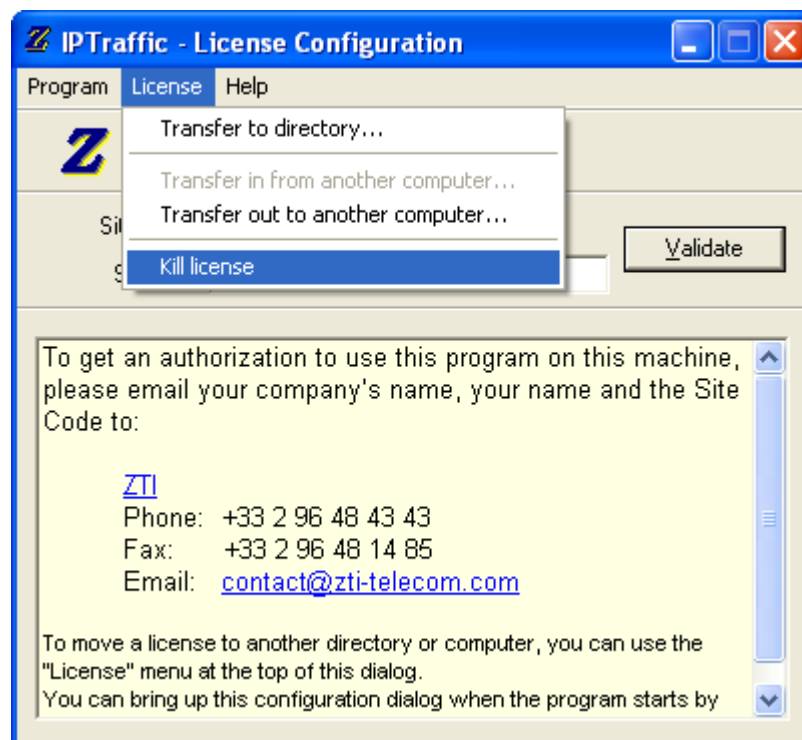 IPTraffic - License Configuration
Program License Help
Transfer to directory...
Transfer in from another computer...
Transfer out to another computer...
Kill license
Validate
To get an authorization to use this program on this machine,
please email your company's name, your name and the Site
Code to:
ZTI
Phone: +33 2 96 48 43 43
Fax: +33 2 96 48 14 85
Email: contact@zti-telecom.com
To move a license to another directory or computer, you can use the
"License" menu at the top of this dialog.
You can bring up this configuration dialog when the program starts by